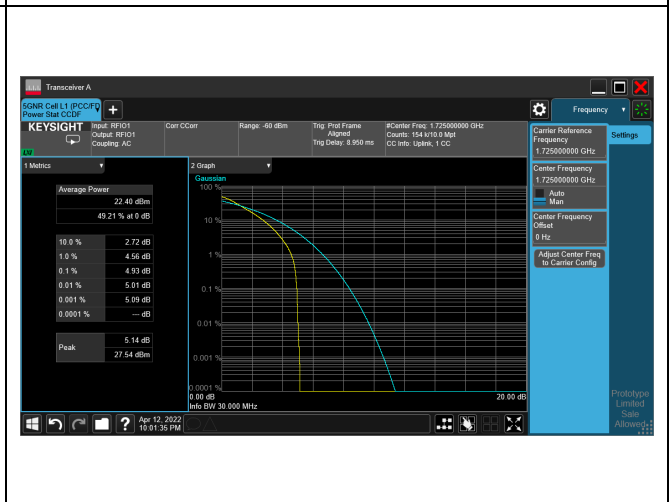 Transceiver A
5GNR Cell L1 (PCC/FD
Power Stat CCDF
Frequency
KEYSIGHT
LU
Input: RFIO1
Output: RFIO1
Coupling: AC
Corr CCorr
Range: -60 dBm
Trig: Prot Frame
Aligned
Trig Delay: 8.950 ms
#Center Freq: 1.725000000 GHz
Counts: 154 k/10.0 Mpt
CC Info: Uplink, 1 CC
1 Metrics
Average Power
22.40 dBm
49.21 % at 0 dB
10.0 % 2.72 dB
1.0 % 4.56 dB
0.1 % 4.93 dB
0.01 % 5.01 dB
0.001 % 5.09 dB
0.0001 % --- dB
Peak
5.14 dB
27.54 dBm
2 Graph
Gaussian
100 %
10 %
1 %
0.1 %
0.01 %
0.001 %
0.0001 %
0.00 dB 20.00 dB
Info BW 30.000 MHz
Carrier Reference
Frequency
1.725000000 GHz
Center Frequency
1.725000000 GHz
Auto
Man
Center Frequency
Offset
0 Hz
Adjust Center Freq
to Carrier Config
Settings
Prototype
Limited
Sale
Allowed
Apr 12, 2022
10:01:35 PM